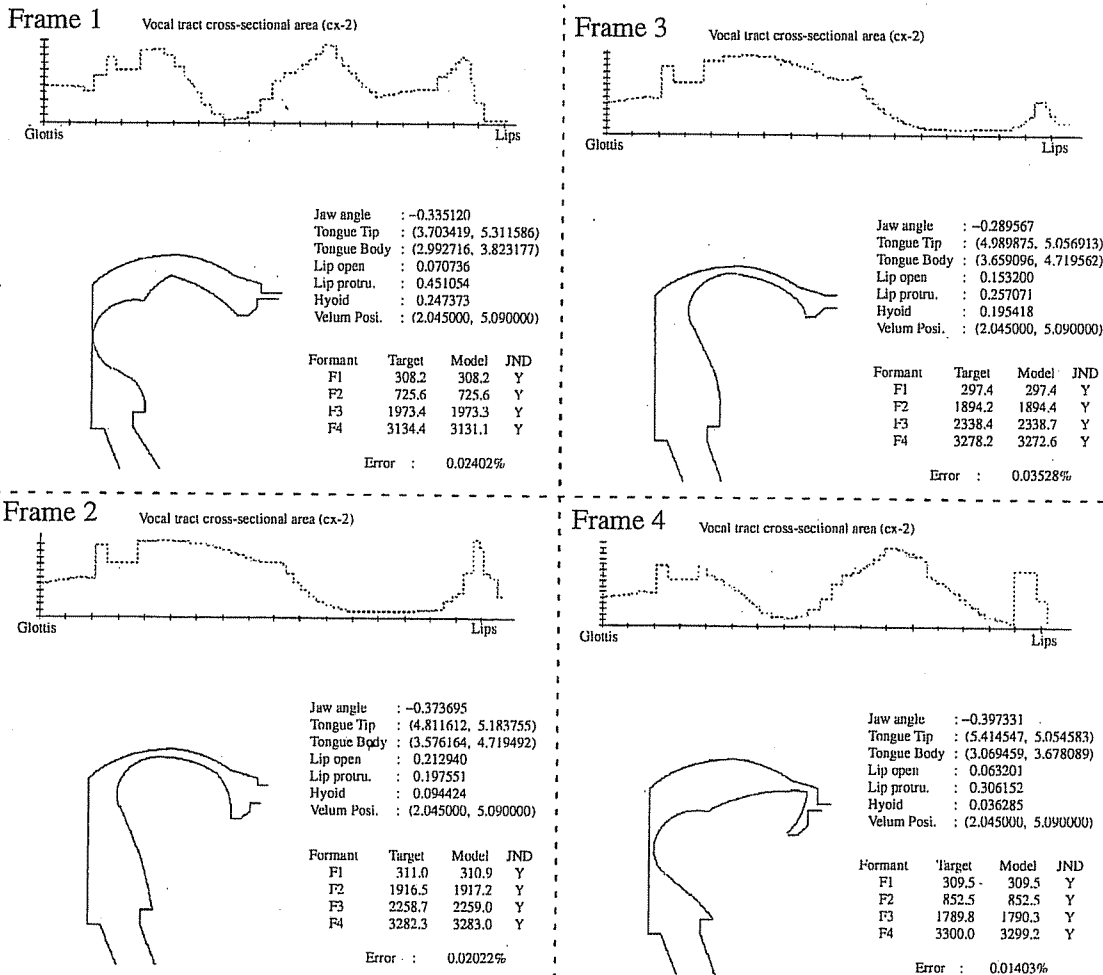 Frame 1
Vocal tract cross-sectional area (cx-2)
Glottis
Lips
Jaw angle : -0.335120
Tongue Tip : (3.703419, 5.311586)
Tongue Body : (2.992716, 3.823177)
Lip open : 0.070736
Lip protru. : 0.451054
Hyoid : 0.247373
Velum Posi. : (2.045000, 5.090000)
Formant Target Model JND
F1 308.2 308.2 Y
F2 725.6 725.6 Y
F3 1973.4 1973.3 Y
F4 3134.4 3131.1 Y
Error : 0.02402%
Frame 3
Vocal tract cross-sectional area (cx-2)
Glottis
Lips
Jaw angle : -0.289567
Tongue Tip : (4.989875, 5.056913)
Tongue Body : (3.659096, 4.719562)
Lip open : 0.153200
Lip protru. : 0.257071
Hyoid : 0.195418
Velum Posi. : (2.045000, 5.090000)
Formant Target Model JND
F1 297.4 297.4 Y
F2 1894.2 1894.4 Y
F3 2338.4 2338.7 Y
F4 3278.2 3272.6 Y
Error : 0.03528%
Frame 2
Vocal tract cross-sectional area (cx-2)
Glottis
Lips
Jaw angle : -0.373695
Tongue Tip : (4.811612, 5.183755)
Tongue Body : (3.576164, 4.719492)
Lip open : 0.212940
Lip protru. : 0.197551
Hyoid : 0.094424
Velum Posi. : (2.045000, 5.090000)
Formant Target Model JND
F1 311.0 310.9 Y
F2 1916.5 1917.2 Y
F3 2258.7 2259.0 Y
F4 3282.3 3283.0 Y
Error : 0.02022%
Frame 4
Vocal tract cross-sectional area (cx-2)
Glottis
Lips
Jaw angle : -0.397331
Tongue Tip : (5.414547, 5.054583)
Tongue Body : (3.069459, 3.678089)
Lip open : 0.063201
Lip protru. : 0.306152
Hyoid : 0.036285
Velum Posi. : (2.045000, 5.090000)
Formant Target Model JND
F1 309.5 309.5 Y
F2 852.5 852.5 Y
F3 1789.8 1790.3 Y
F4 3300.0 3299.2 Y
Error : 0.01403%